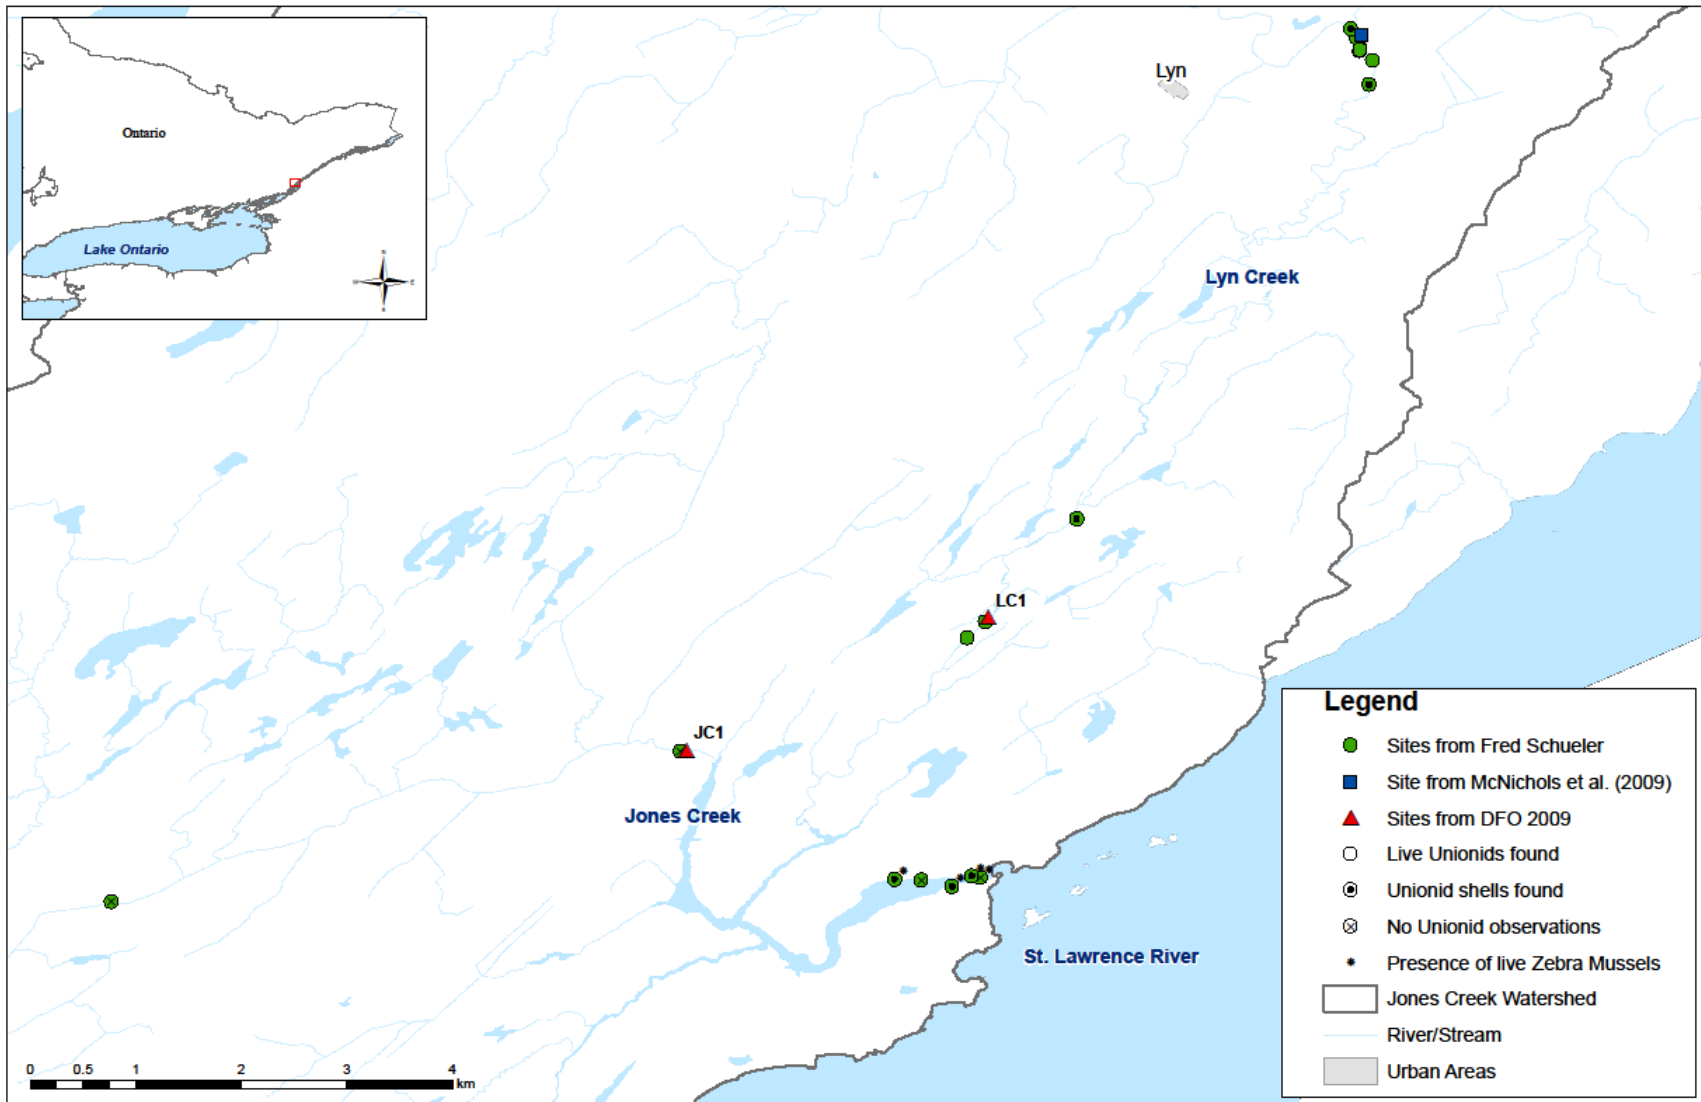 Ontario
Lake Ontario
N
W
E
S
Lyn
Lyn Creek
LC1
JC1
Jones Creek
St. Lawrence River
0 0.5 1 2 3 4
km
Legend
Sites from Fred Schueler
Site from McNichols et al. (2009)
Sites from DFO 2009
Live Unionids found
Unionid shells found
No Unionid observations
Presence of live Zebra Mussels
Jones Creek Watershed
River/Stream
Urban Areas